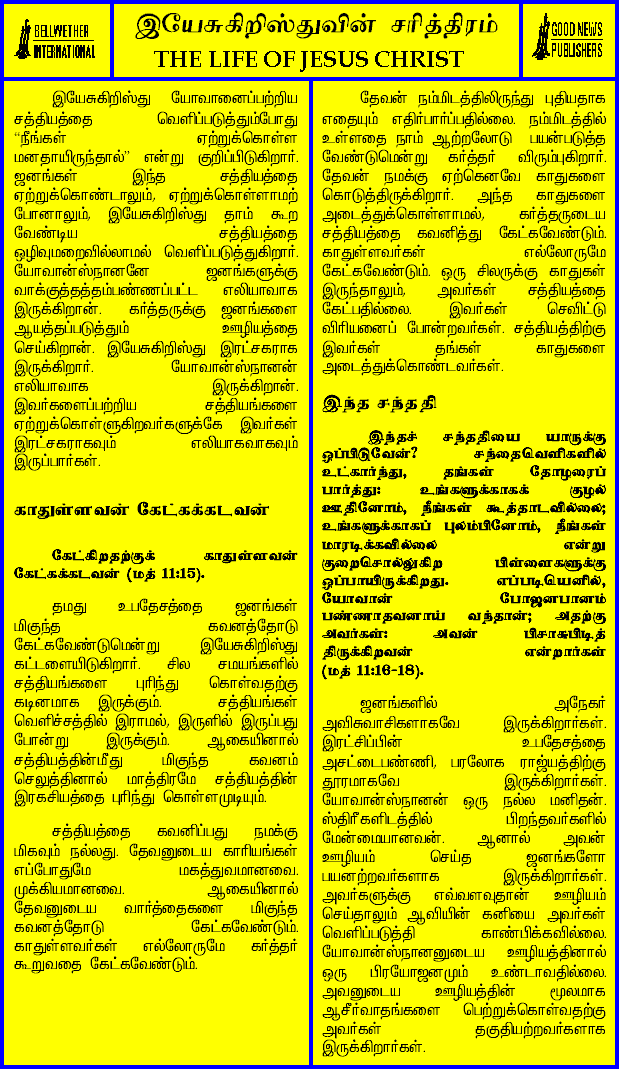 BELLWETHER
INTERNATIONAL
இயேசுகிறிஸ்துவின் சரித்திரம்
THE LIFE OF JESUS CHRIST
GOOD NEWS
PUBLISHERS
இயேசுகிறிஸ்து யோவானைப்பற்றிய
சத்தியத்தை வெளிப்படுத்தும்போது
“நீங்கள் ஏற்றுக்கொள்ள
மனதாயிருந்தால்” என்று குறிப்பிடுகிறார்.
ஜனங்கள் இந்த சத்தியத்தை
ஏற்றுக்கொண்டாலும், ஏற்றுக்கொள்ளாமற்
போனாலும், இயேசுகிறிஸ்து தாம் கூற
வேண்டிய சத்தியத்தை
ஒழிவுமறைவில்லாமல் வெளிப்படுத்துகிறார்.
யோவான்ஸ்நானனே ஜனங்களுக்கு
வாக்குத்தத்தம்பண்ணப்பட்ட எலியாவாக
இருக்கிறான். கர்த்தருக்கு ஜனங்களை
ஆயத்தப்படுத்தும் ஊழியத்தை
செய்கிறான். இயேசுகிறிஸ்து இரட்சகராக
இருக்கிறார். யோவான்ஸ்நானன்
எலியாவாக இருக்கிறான்.
இவர்களைப்பற்றிய சத்தியங்களை
ஏற்றுக்கொள்ளுகிறவர்களுக்கே இவர்கள்
இரட்சகராகவும் எலியாகவாகவும்
இருப்பார்கள்.
காதுள்ளவன் கேட்கக்கடவன்
கேட்கிறதற்குக் காதுள்ளவன்
கேட்கக்கடவன் (மத் 11:15).
தமது உபதேசத்தை ஜனங்கள்
மிகுந்த கவனத்தோடு
கேட்கவேண்டுமென்று இயேசுகிறிஸ்து
கட்டளையிடுகிறார். சில சமயங்களில்
சத்தியங்களை புரிந்து கொள்வதற்கு
கடினமாக இருக்கும். சத்தியங்கள்
வெளிச்சத்தில் இராமல், இருளில் இருப்பது
போன்று இருக்கும். ஆகையினால்
சத்தியத்தின்மீது மிகுந்த கவனம்
செலுத்தினால் மாத்திரமே சத்தியத்தின்
இரகசியத்தை புரிந்து கொள்ளமுடியும்.
சத்தியத்தை கவனிப்பது நமக்கு
மிகவும் நல்லது. தேவனுடைய காரியங்கள்
எப்போதுமே மகத்துவமானவை.
முக்கியமானவை. ஆகையினால்
தேவனுடைய வார்த்தைகளை மிகுந்த
கவனத்தோடு கேட்கவேண்டும்.
காதுள்ளவர்கள் எல்லோருமே கர்த்தர்
கூறுவதை கேட்கவேண்டும்.
தேவன் நம்மிடத்திலிருந்து புதியதாக
எதையும் எதிர்பார்ப்பதில்லை. நம்மிடத்தில்
உள்ளதை நாம் ஆற்றலோடு பயன்படுத்த
வேண்டுமென்று கர்த்தர் விரும்புகிறார்.
தேவன் நமக்கு ஏற்கெனவே காதுகளை
கொடுத்திருக்கிறார். அந்த காதுகளை
அடைத்துக்கொள்ளாமல், கர்த்தருடைய
சத்தியத்தை கவனித்து கேட்கவேண்டும்.
காதுள்ளவர்கள் எல்லோருமே
கேட்கவேண்டும். ஒரு சிலருக்கு காதுகள்
இருந்தாலும், அவர்கள் சத்தியத்தை
கேட்பதில்லை. இவர்கள் செவிட்டு
விரியனைப் போன்றவர்கள். சத்தியத்திற்கு
இவர்கள் தங்கள் காதுகளை
அடைத்துக்கொண்டவர்கள்.
இந்த சந்ததி
இந்தச் சந்ததியை யாருக்கு
ஒப்பிடுவேன்? சந்தைவெளிகளில்
உட்கார்ந்து, தங்கள் தோழரைப்
பார்த்து: உங்களுக்காகக் குழல்
ஊதினோம், நீங்கள் கூத்தாடவில்லை;
உங்களுக்காகப் புலம்பினோம், நீங்கள்
மாரடிக்கவில்லை என்று
குறைசொல்லுகிற பிள்ளைகளுக்கு
ஒப்பாயிருக்கிறது. எப்படியெனில்,
யோவான் போஜனபானம்
பண்ணாதவனாய் வந்தான்; அதற்கு
அவர்கள்: அவன் பிசாசுபிடித்
திருக்கிறவன் என்றார்கள்
(மத் 11:16-18).
ஜனங்களில் அநேகர்
அவிசுவாசிகளாகவே இருக்கிறார்கள்.
இரட்சிப்பின் உபதேசத்தை
அசட்டைபண்ணி, பரலோக ராஜ்யத்திற்கு
தூரமாகவே இருக்கிறார்கள்.
யோவான்ஸ்நானன் ஒரு நல்ல மனிதன்.
ஸ்திரீகளிடத்தில் பிறந்தவர்களில்
மேன்மையானவன். ஆனால் அவன்
ஊழியம் செய்த ஜனங்களோ
பயனற்றவர்களாக இருக்கிறார்கள்.
அவர்களுக்கு எவ்வளவுதான் ஊழியம்
செய்தாலும் ஆவியின் கனியை அவர்கள்
வெளிப்படுத்தி காண்பிக்கவில்லை.
யோவான்ஸ்நானனுடைய ஊழியத்தினால்
ஒரு பிரயோஜனமும் உண்டாவதில்லை.
அவனுடைய ஊழியத்தின் மூலமாக
ஆசீர்வாதங்களை பெற்றுக்கொள்வதற்கு
அவர்கள் தகுதியற்றவர்களாக
இருக்கிறார்கள்.